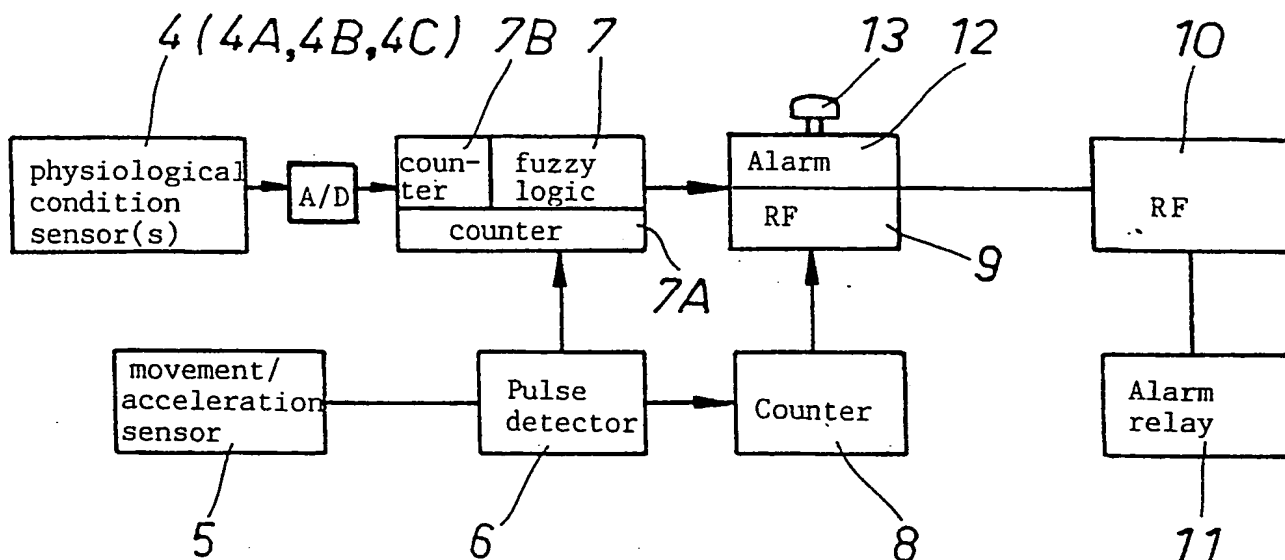 4 (4A,4B,4C)
7B
7
13
12
10
physiological
condition
sensor(s)
A/D
coun-
ter
fuzzy
logic
counter
Alarm
RF
RF
7A
9
movement/
acceleration
sensor
Pulse
detector
Counter
Alarm
relay
5
6
8
11